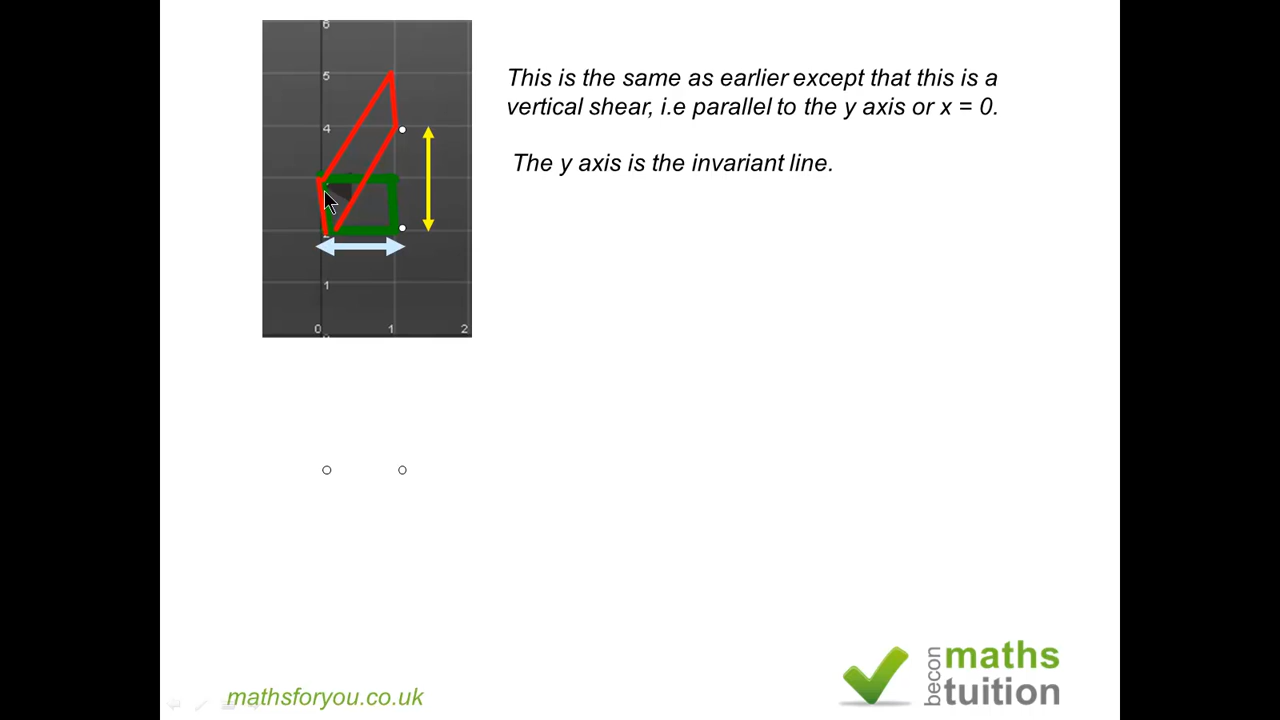 6
5
4
1
0
1
2
This is the same as earlier except that this is a
vertical shear, i.e parallel to the y axis or x = 0.
The y axis is the invariant line.
mathsforyou.co.uk
becon
maths
tuition